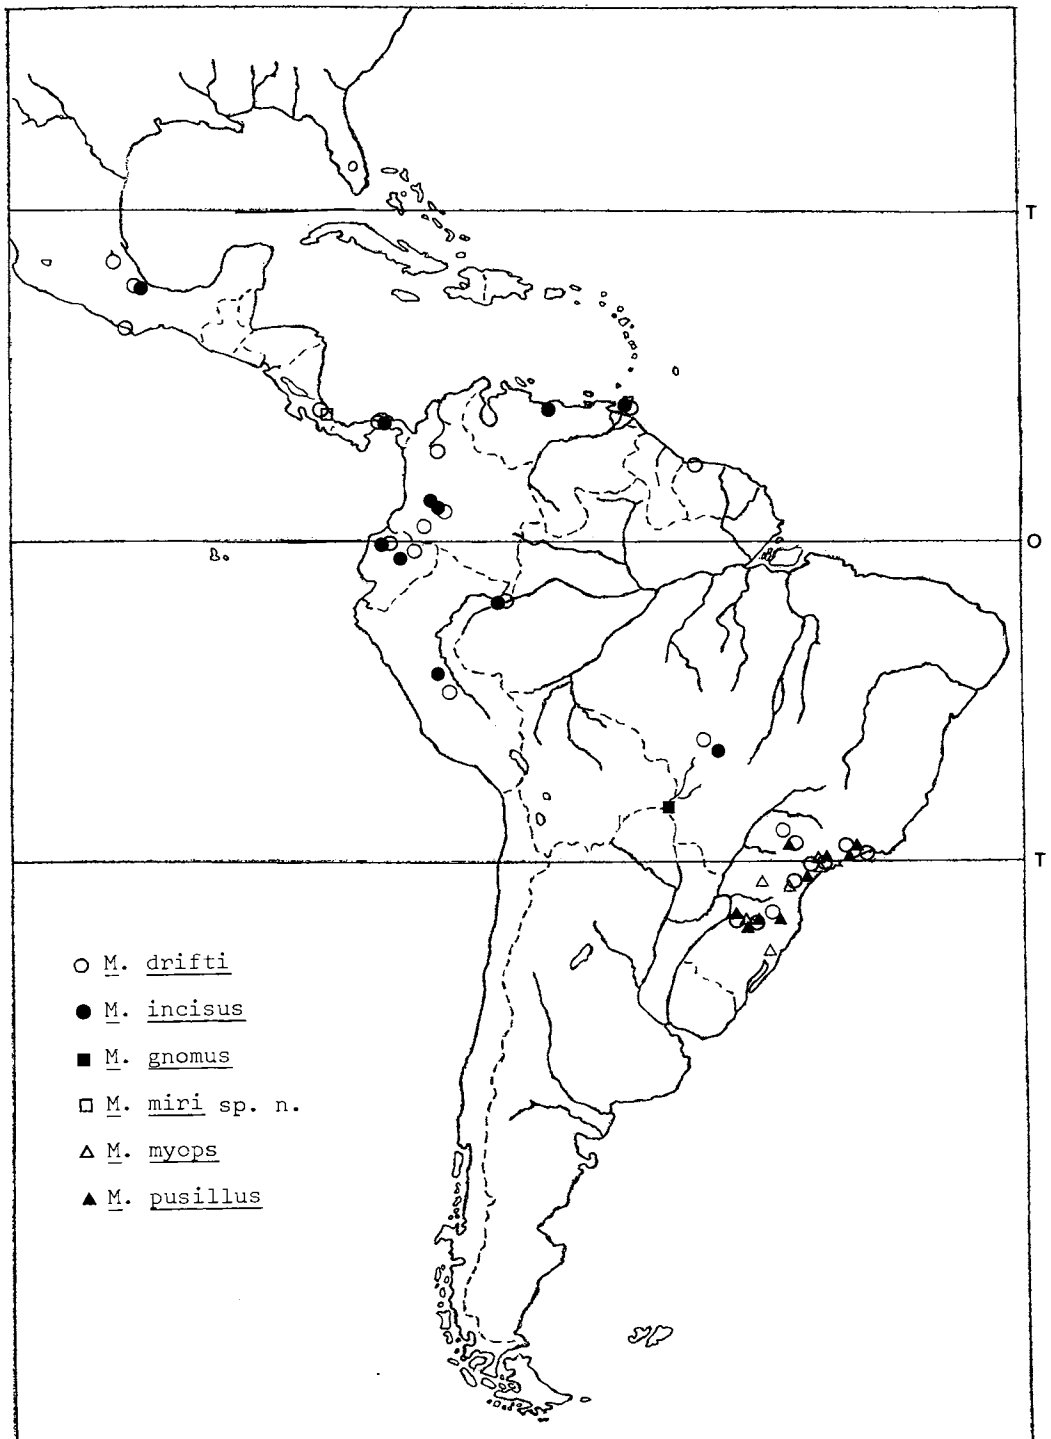 T
O
T
M. drifti
M. incisus
M. gnomus
M. miri sp. n.
M. myops
M. pusillus